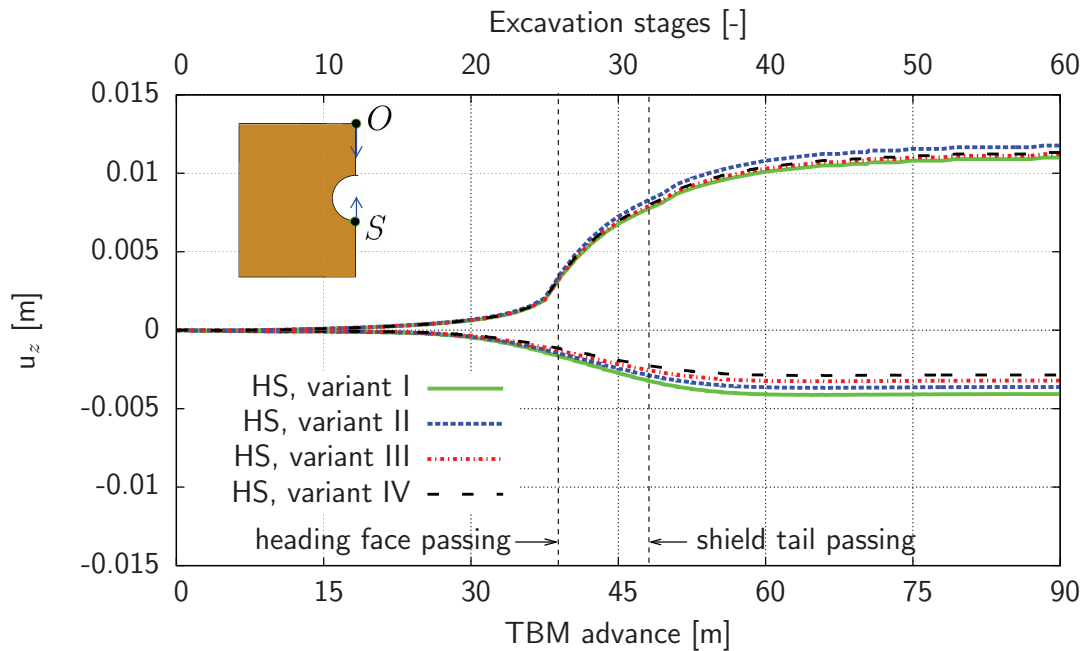 Excavation stages [-]
0 10 20 30 40 50 60
0.015
0.01
0.005
0
-0.005
-0.01
-0.015
u_z [m]
O
S
HS, variant I
HS, variant II
HS, variant III
HS, variant IV
heading face passing
shield tail passing
0 15 30 45 60 75 90
TBM advance [m]